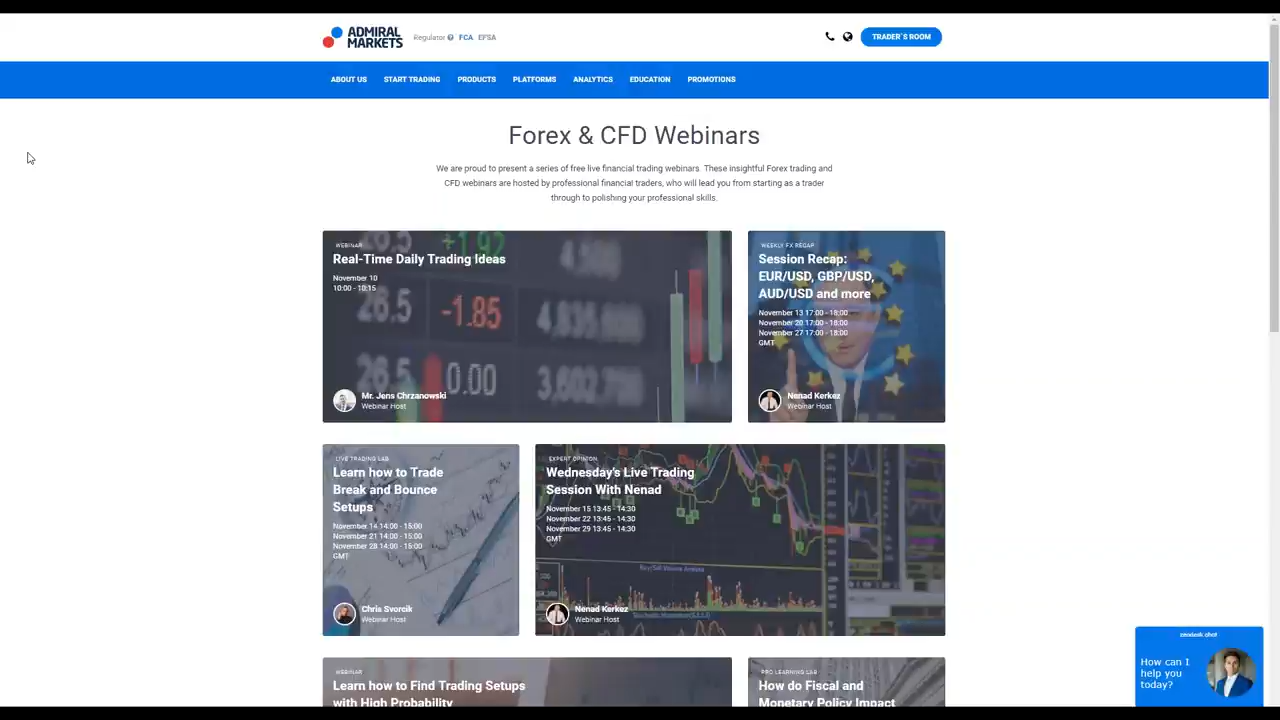 ADMIRAL
MARKETS
Regulator FCA EFSA
TRADER'S ROOM
ABOUT US START TRADING PRODUCTS PLATFORMS ANALYTICS EDUCATION PROMOTIONS
Forex & CFD Webinars
We are proud to present a series of free live financial trading webinars. These insightful Forex trading and
CFD webinars are hosted by professional financial traders, who will lead you from starting as a trader
through to polishing your professional skills.
WEBINAR
Real-Time Daily Trading Ideas
November 10
10:00 - 10:15
+1.92
26.5
-1.85
26.5
0.00
Mr. Jens Chrzanowski
Webinar Host
WEEKLY FX RECAP
Session Recap:
EUR/USD, GBP/USD,
AUD/USD and more
November 13 17:00 - 18:00
November 20 17:00 - 18:00
November 27 17:00 - 18:00
GMT
Nenad Kerkez
Webinar Host
LIVE TRADING LAB
Learn how to Trade
Break and Bounce
Setups
November 14 14:00 - 15:00
November 21 14:00 - 15:00
November 28 14:00 - 15:00
GMT
Chris Svorcik
Webinar Host
EXPERT OPINION
Wednesday's Live Trading
Session With Nenad
November 15 13:45 - 14:30
November 22 13:45 - 14:30
November 29 13:45 - 14:30
GMT
Nenad Kerkez
Webinar Host
WEBINAR
Learn how to Find Trading Setups
with High Probability
PRO LEARNING LAB
How do Fiscal and
Monetary Policy Impact
zendesk chat
How can I
help you
today?